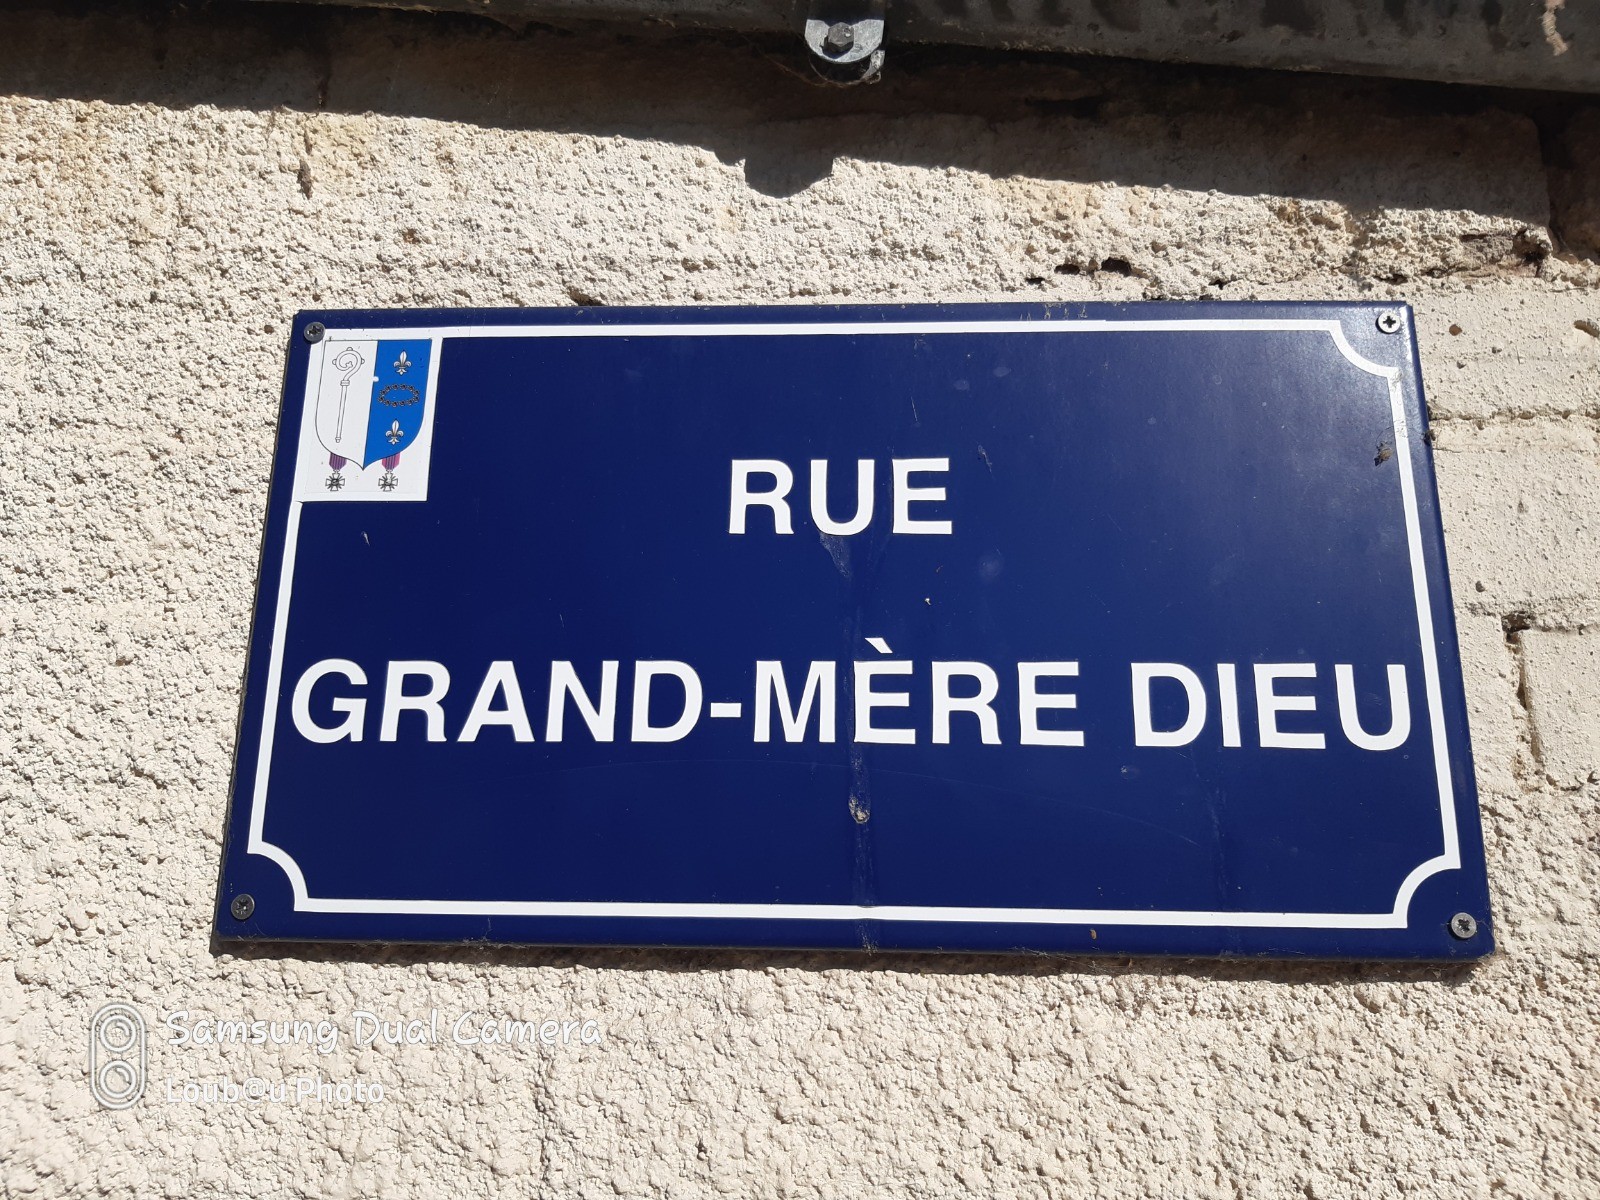 RUE
GRAND-MÈRE DIEU
Samsung Dual Camera
Loub@u Photo